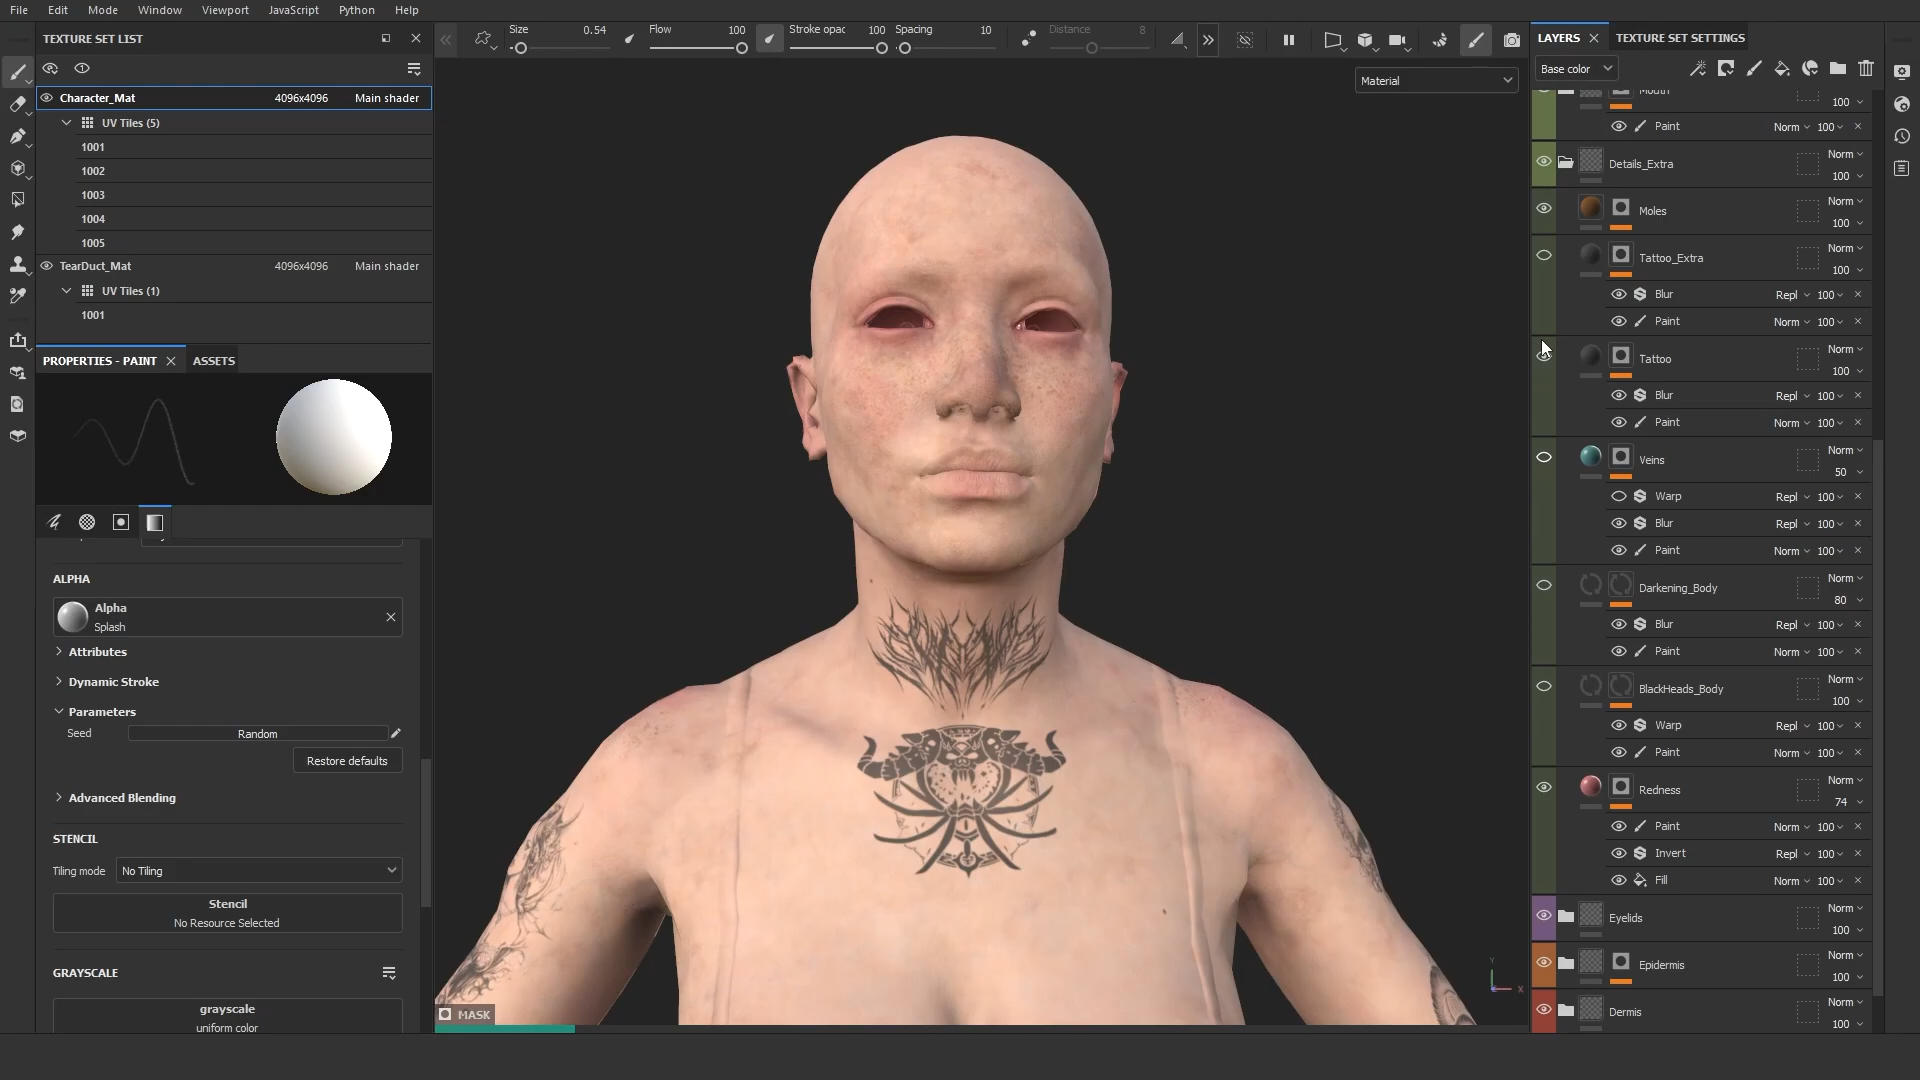 File Edit Mode Window Viewport JavaScript Python Help
TEXTURE SET LIST
Character_Mat 4096x4096 Main shader
UV Tiles (5)
1001
1002
1003
1004
1005
TearDuct_Mat 4096x4096 Main shader
UV Tiles (1)
1001
PROPERTIES - PAINT ASSETS
ALPHA
Alpha
Splash
Attributes
Dynamic Stroke
Parameters
Seed Random
Restore defaults
Advanced Blending
STENCIL
Tiling mode No Tiling
Stencil
No Resource Selected
GRAYSCALE
grayscale
uniform color
Size 0.54 Flow 100 Stroke opac 100 Spacing 10 Distance 8
Material
MASK
Y
X
LAYERS TEXTURE SET SETTINGS
Base color
Mouth
100
Paint Norm 100
Norm
Details_Extra
100
Norm
Moles
100
Norm
Tattoo_Extra
100
Blur Repl 100
Paint Norm 100
Norm
Tattoo
100
Blur Repl 100
Paint Norm 100
Norm
Veins
50
Warp Repl 100
Blur Repl 100
Paint Norm 100
Norm
Darkening_Body
80
Blur Repl 100
Paint Norm 100
Norm
BlackHeads_Body
100
Warp Repl 100
Paint Norm 100
Norm
Redness
74
Paint Norm 100
Invert Repl 100
Fill Norm 100
Norm
Eyelids
100
Norm
Epidermis
100
Norm
Dermis
100